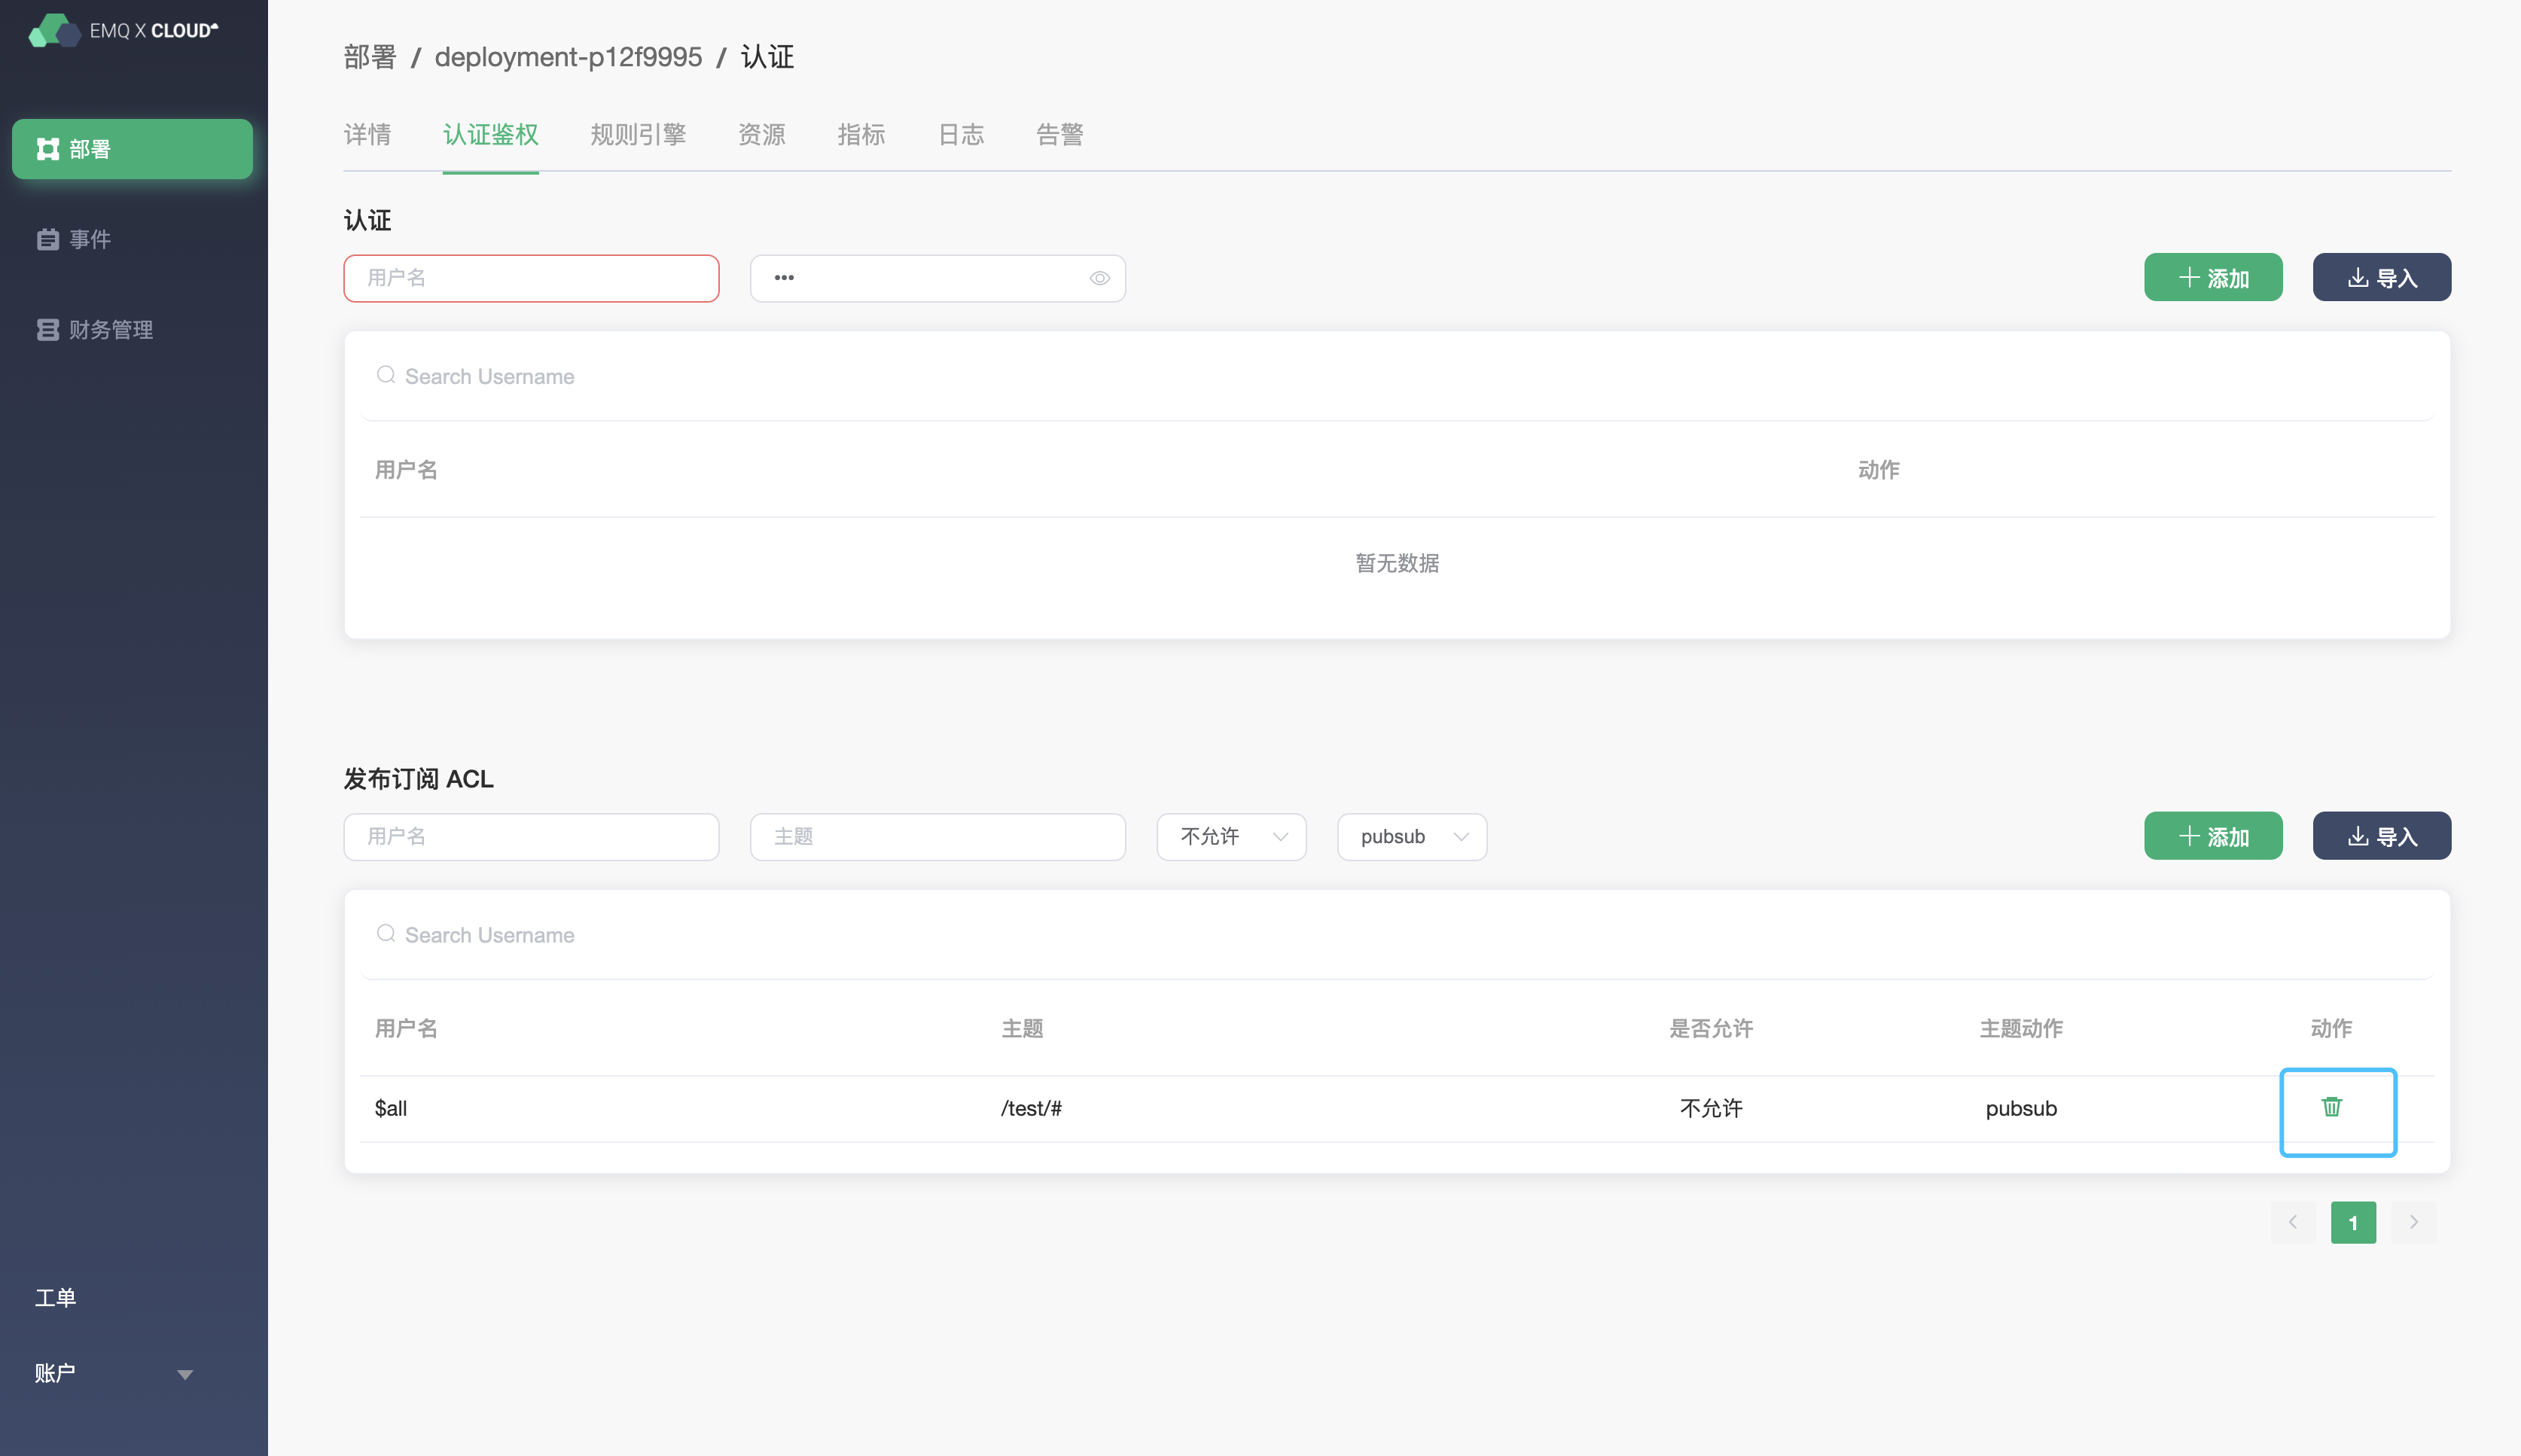 EMQ X CLOUD
部署
事件
财务管理
工单
账户
部署 / deployment-p12f9995 / 认证
详情 认证鉴权 规则引擎 资源 指标 日志 告警
认证
用户名 ••• 添加 导入
Search Username
用户名 动作
暂无数据
发布订阅 ACL
用户名 主题 不允许 pubsub 添加 导入
Search Username
用户名 主题 是否允许 主题动作 动作
$all /test/# 不允许 pubsub
1